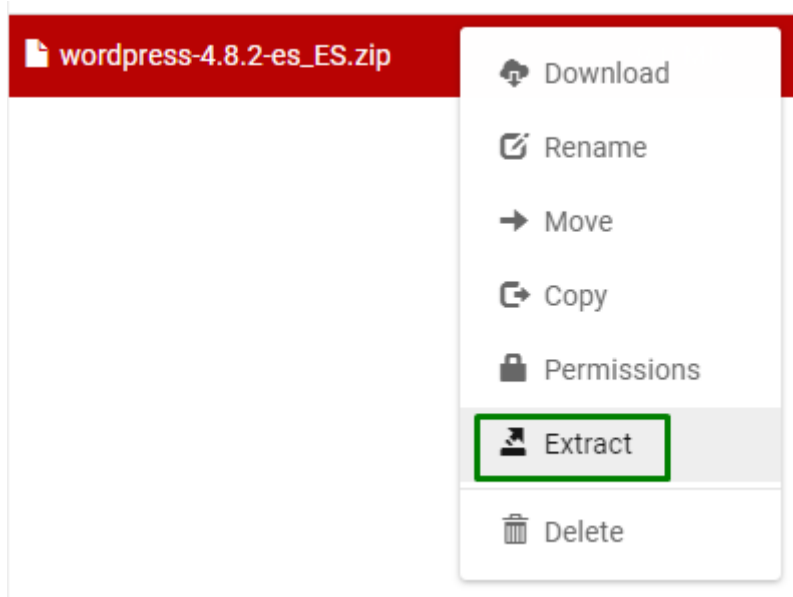 wordpress-4.8.2-es_ES.zip
Download
Rename
Move
Copy
Permissions
Extract
Delete